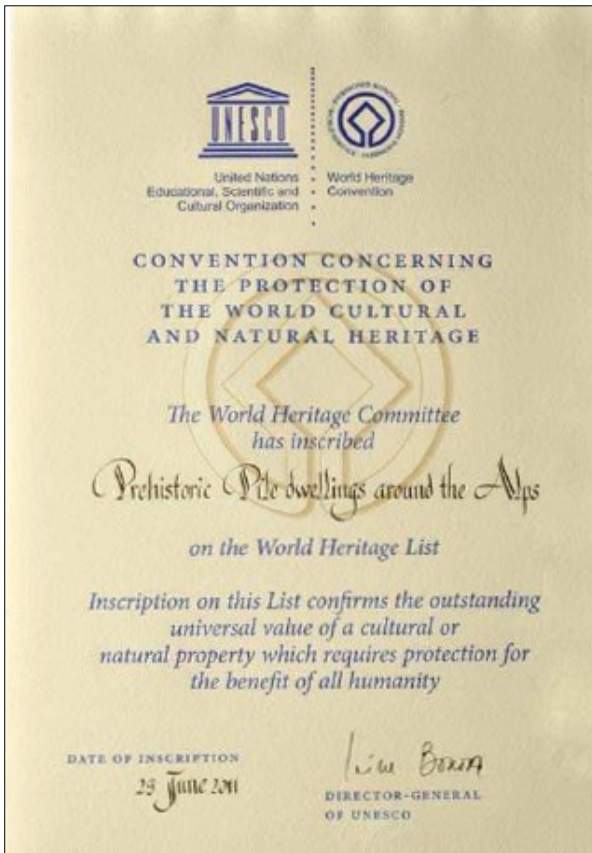 UNESCO
United Nations
Educational, Scientific and
Cultural Organization
World Heritage
Convention
CONVENTION CONCERNING
THE PROTECTION OF
THE WORLD CULTURAL
AND NATURAL HERITAGE
The World Heritage Committee
has inscribed
Prehistoric Pile dwellings around the Alps
on the World Heritage List
Inscription on this List confirms the outstanding
universal value of a cultural or
natural property which requires protection for
the benefit of all humanity
DATE OF INSCRIPTION
June 2011
DIRECTOR-GENERAL
OF UNESCO